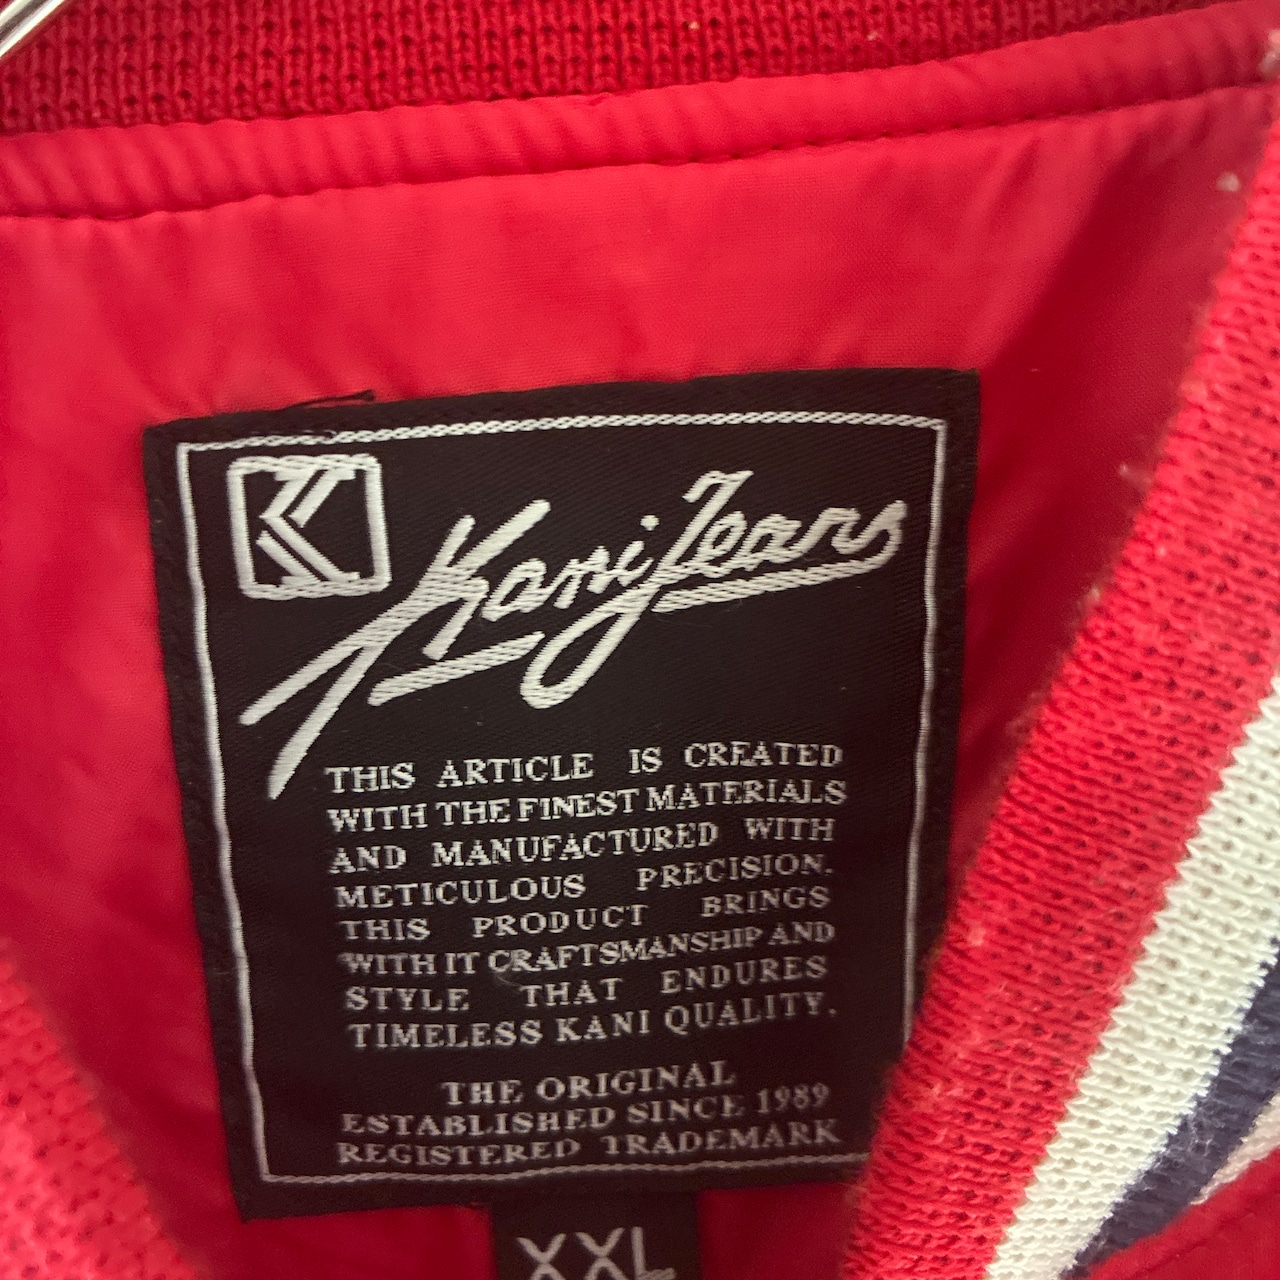 K
Kani Jeans
THIS ARTICLE IS CREATED
WITH THE FINEST MATERIALS
AND MANUFACTURED WITH
METICULOUS PRECISION.
THIS PRODUCT BRINGS
WITH IT CRAFTSMANSHIP AND
STYLE THAT ENDURES
TIMELESS KANI QUALITY.
THE ORIGINAL
ESTABLISHED SINCE 1989
REGISTERED TRADEMARK
XXL